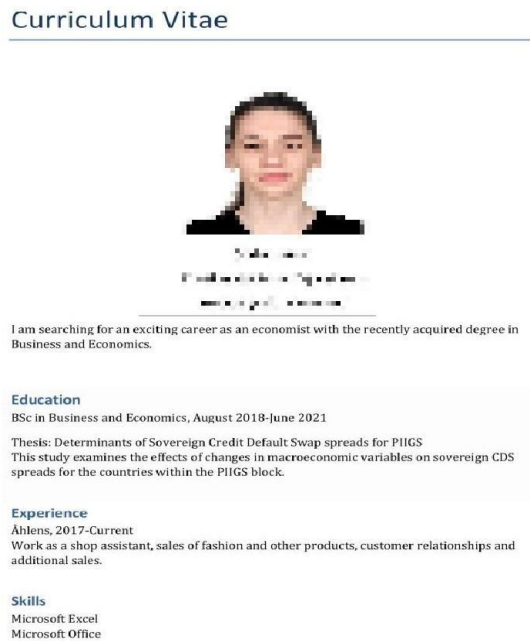 Curriculum Vitae
I am searching for an exciting career as an economist with the recently acquired degree in
Business and Economics.
Education
BSc in Business and Economics, August 2018-June 2021
Thesis: Determinants of Sovereign Credit Default Swap spreads for PIIGS
This study examines the effects of changes in macroeconomic variables on sovereign CDS
spreads for the countries within the PIIGS block.
Experience
Åhlens, 2017-Current
Work as a shop assistant, sales of fashion and other products, customer relationships and
additional sales.
Skills
Microsoft Excel
Microsoft Office